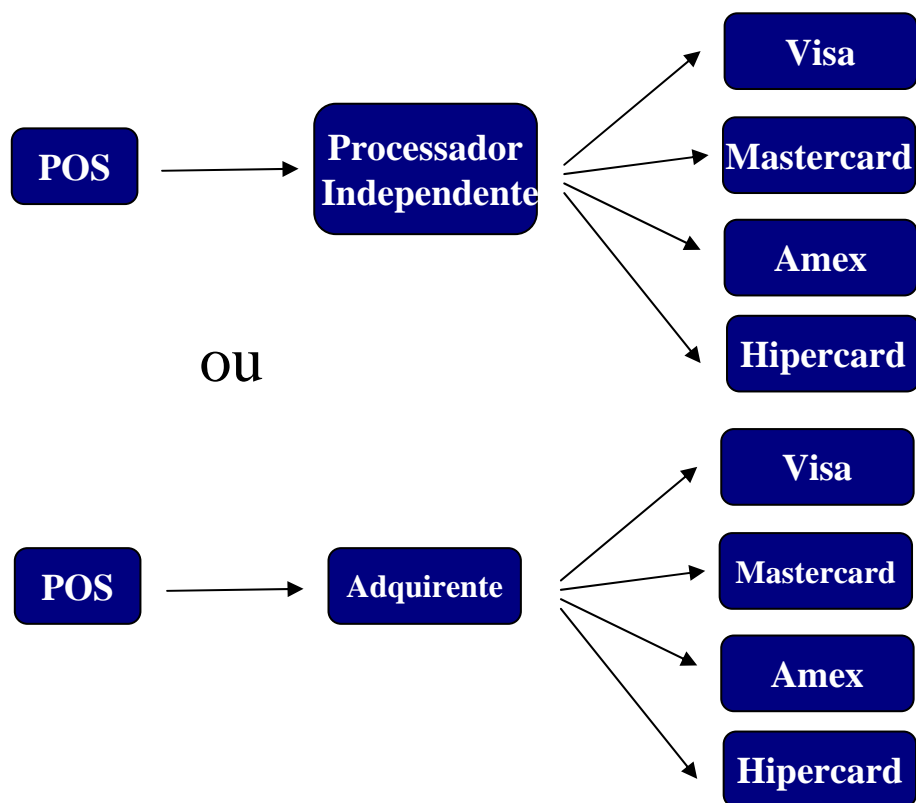 Visa
POS
Processador
Independente
Mastercard
Amex
Hipercard
ou
Visa
POS
Adquirente
Mastercard
Amex
Hipercard